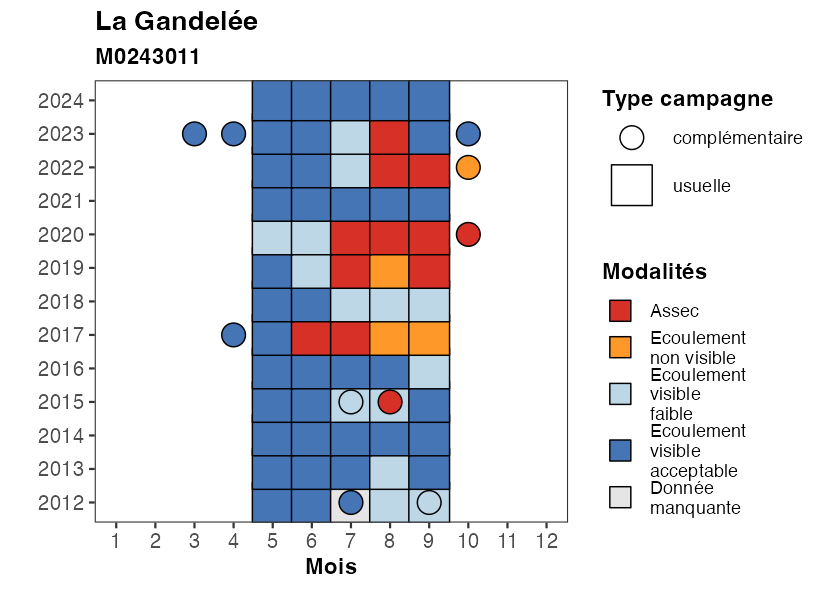 La Gandelée
M0243011
2024
2023
2022
2021
2020
2019
2018
2017
2016
2015
2014
2013
2012
1 2 3 4 5 6 7 8 9 10 11 12
Mois
Type campagne
complémentaire
usuelle
Modalités
Assec
Ecoulement
non visible
Ecoulement
visible
faible
Ecoulement
visible
acceptable
Donnée
manquante